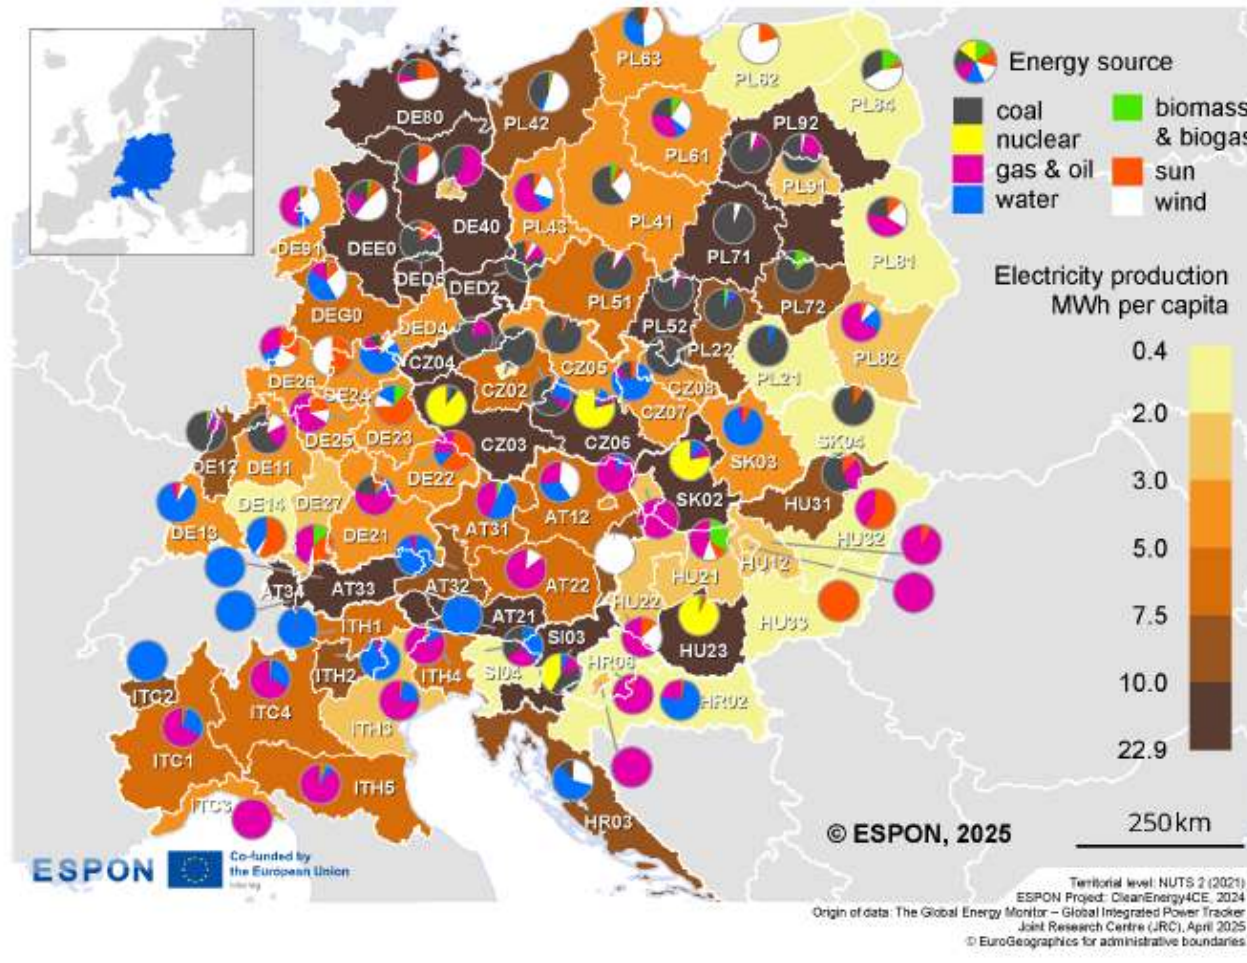 Energy source
coal
nuclear
gas & oil
water
biomass
& biogas
sun
wind
Electricity production
MWh per capita
0.4
2.0
3.0
5.0
7.5
10.0
22.9
PL63
PL62
PL84
DE80
PL42
PL92
PL61
PL91
PL43
PL41
DE40
DE91
DEE0
PL71
PL81
DED5
DED2
PL51
PL72
DEG0
DED4
PL52
PL22
PL82
CZ04
CZ05
PL21
DE26
DE24
CZ02
CZ08
CZ07
DE25
DE23
CZ03
CZ06
SK03
SK04
DE12
DE11
DE22
SK02
HU31
DE14
DE27
DE13
DE21
AT31
AT12
HU32
HU12
AT34
AT33
AT32
AT22
HU21
HU22
ITH1
AT21
SI03
HU33
HU23
ITC2
ITH2
ITH4
SI04
HR06
ITC4
ITH3
HR02
ITC1
ITH5
ITC3
HR03
© ESPON, 2025
250km
ESPON
Co-funded by
the European Union
Interreg
Territorial level: NUTS 2 (2021)
ESPON Project: CleanEnergy4CE, 2024
Origin of data: The Global Energy Monitor – Global Integrated Power Tracker
Joint Research Centre (JRC), April 2025
© EuroGeographics for administrative boundaries